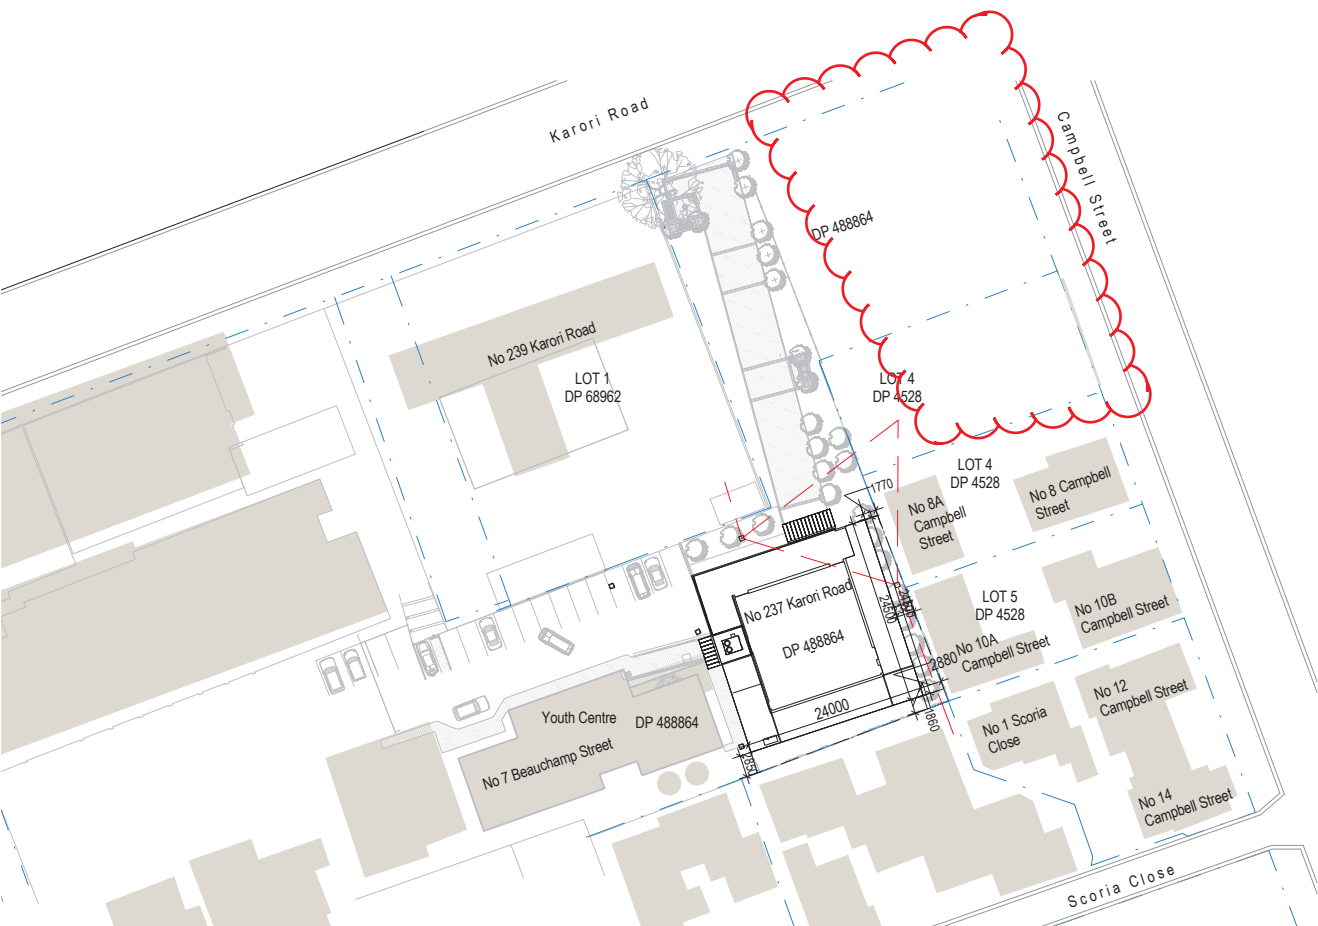 Karori Road
Campbell Street
DP 488864
No 239 Karori Road
LOT 1
DP 68962
LOT 4
DP 4528
LOT 4
DP 4528
1770
No 8A
Campbell
Street
No 8 Campbell
Street
No 237 Karori Road
DP 488864
24500
LOT 5
DP 4528
No 10B
Campbell Street
No 10A
Campbell Street
2880
No 12
Campbell Street
24000
1860
No 1 Scoria
Close
Youth Centre
DP 488864
No 7 Beauchamp Street
No 14
Campbell Street
Scoria Close